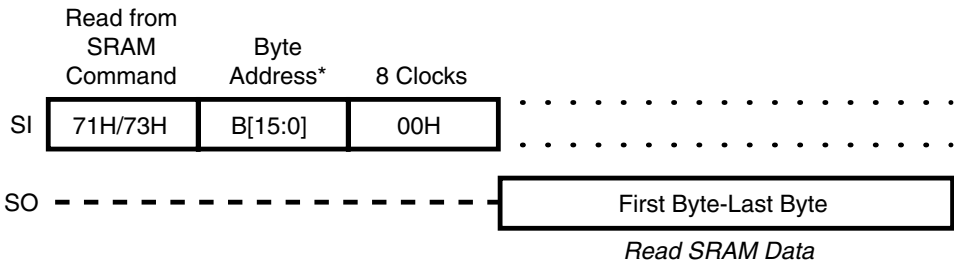 Read from
SRAM
Command
Byte
Address*
8 Clocks
SI
71H/73H
B[15:0]
00H
SO
First Byte-Last Byte
Read SRAM Data